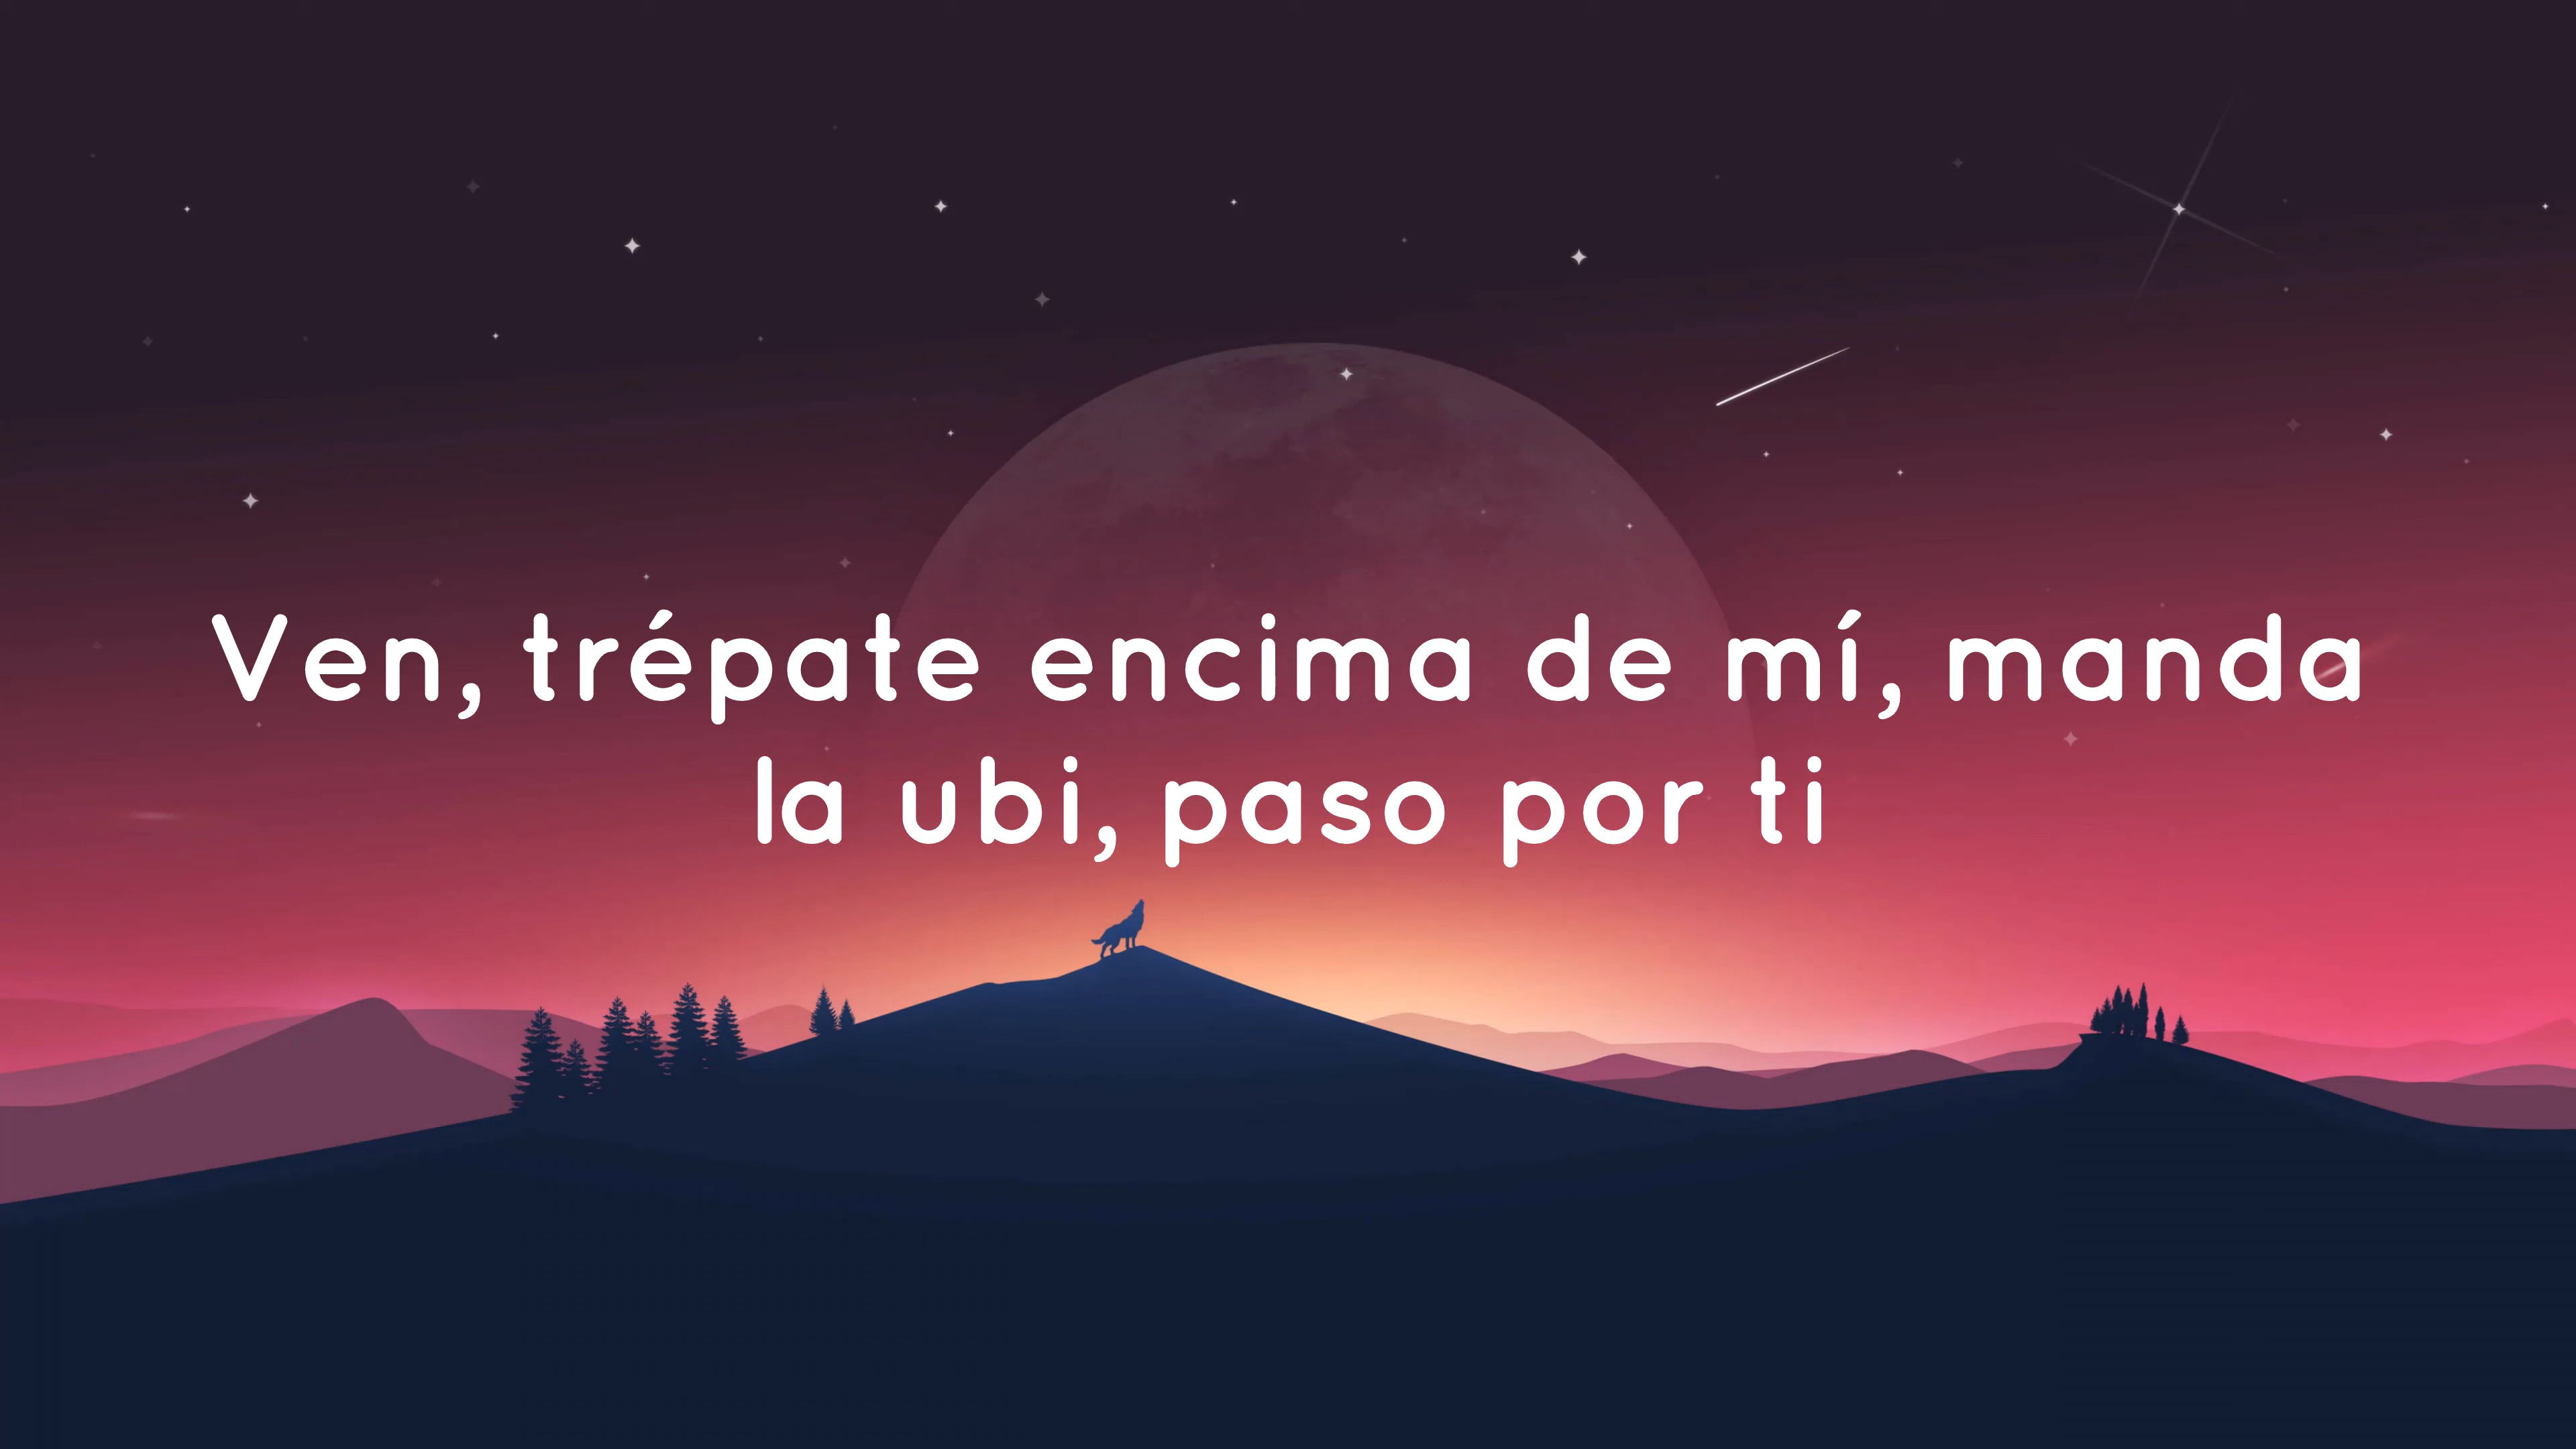 Ven, trépate encima de mí, manda
la ubi, paso por ti